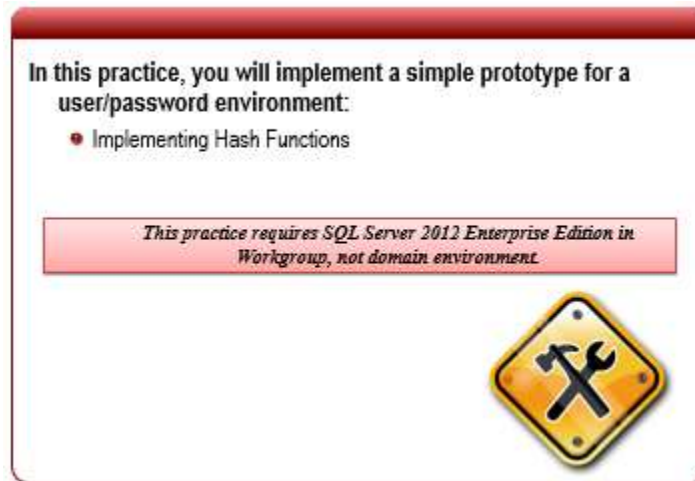 In this practice, you will implement a simple prototype for a
user/password environment:
Implementing Hash Functions
This practice requires SQL Server 2012 Enterprise Edition in
Workgroup, not domain environment.